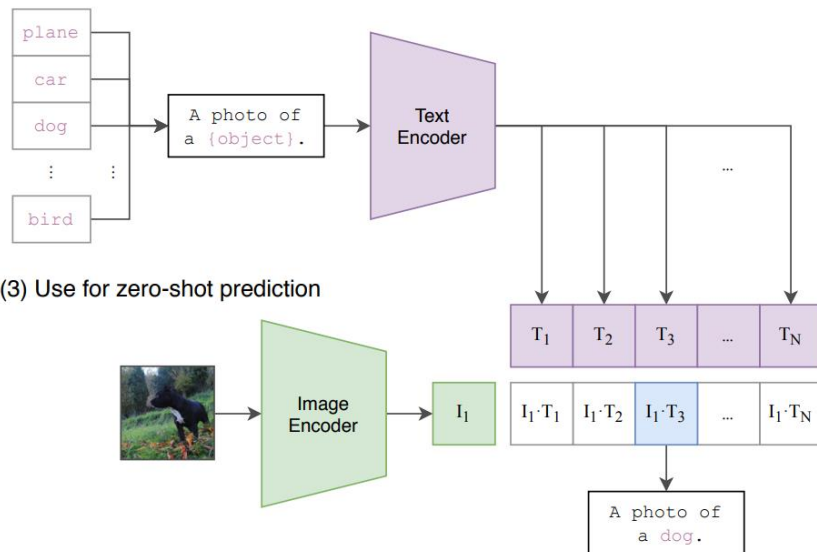 plane
car
dog
⋮ ⋮
bird
A photo of
a {object}.
Text
Encoder
...
(3) Use for zero-shot prediction
T1 T2 T3 ... TN
Image
Encoder
I1
I1·T1 I1·T2 I1·T3 ... I1·TN
A photo of
a dog.